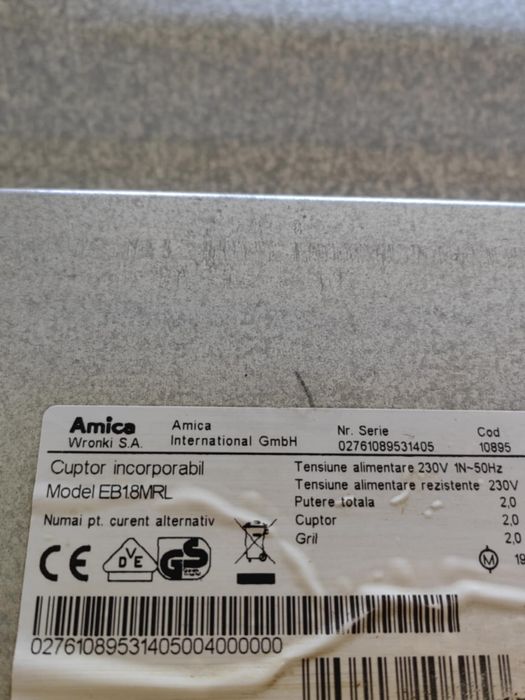 Amica
Wronki S.A.
Amica
International GmbH
Nr. Serie
02761089531405
Cod
10895
Cuptor incorporabil
Model EB18MRL
Numai pt. curent alternativ
Tensiune alimentare 230V 1N~50Hz
Tensiune alimentare rezistente 230V
Putere totala 2,0
Cuptor 2,0
Gril 2,0
CE
DVE
GS
M 19
02761089531405004000000